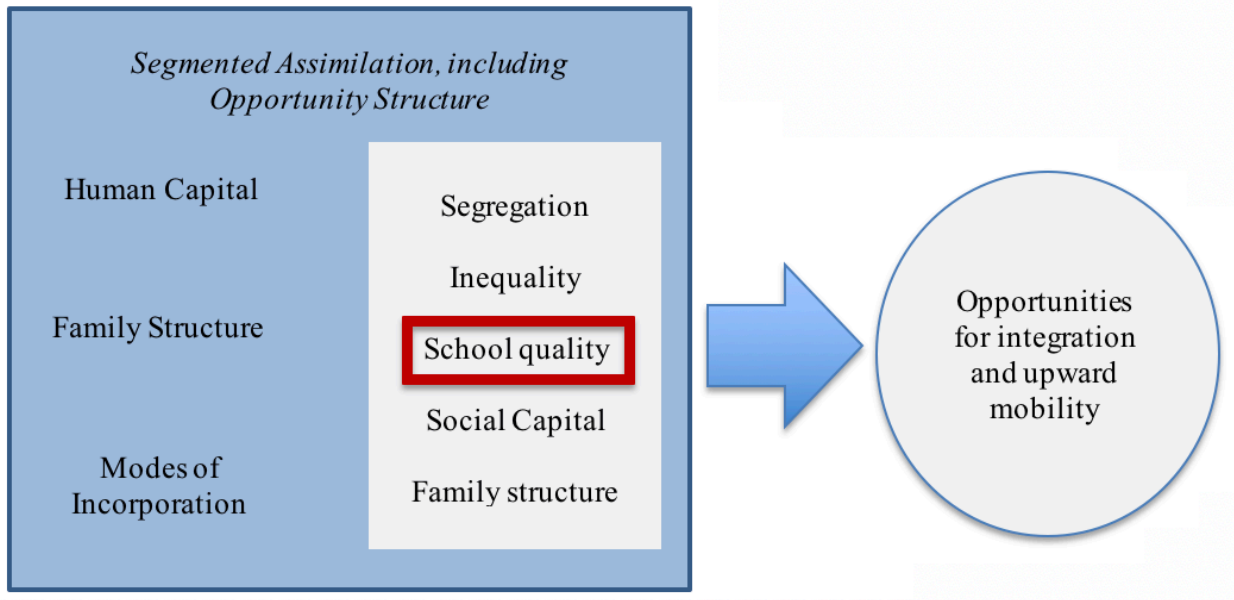 Segmented Assimilation, including
Opportunity Structure
Human Capital
Family Structure
Modes of
Incorporation
Segregation
Inequality
School quality
Social Capital
Family structure
Opportunities
for integration
and upward
mobility